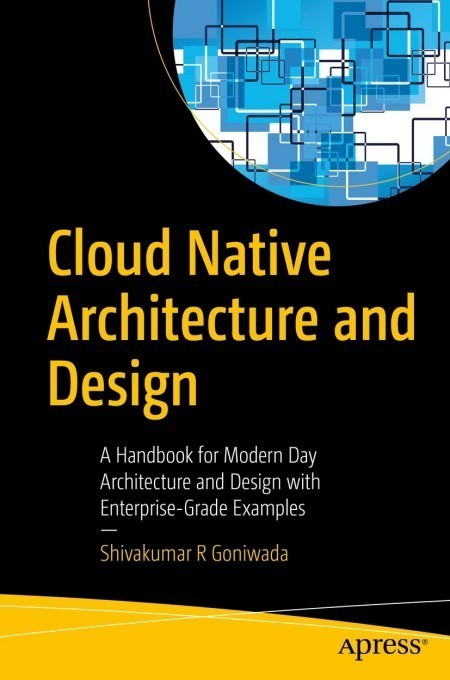 Cloud Native
Architecture and
Design
A Handbook for Modern Day
Architecture and Design with
Enterprise-Grade Examples
—
Shivakumar R Goniwada
Apress®